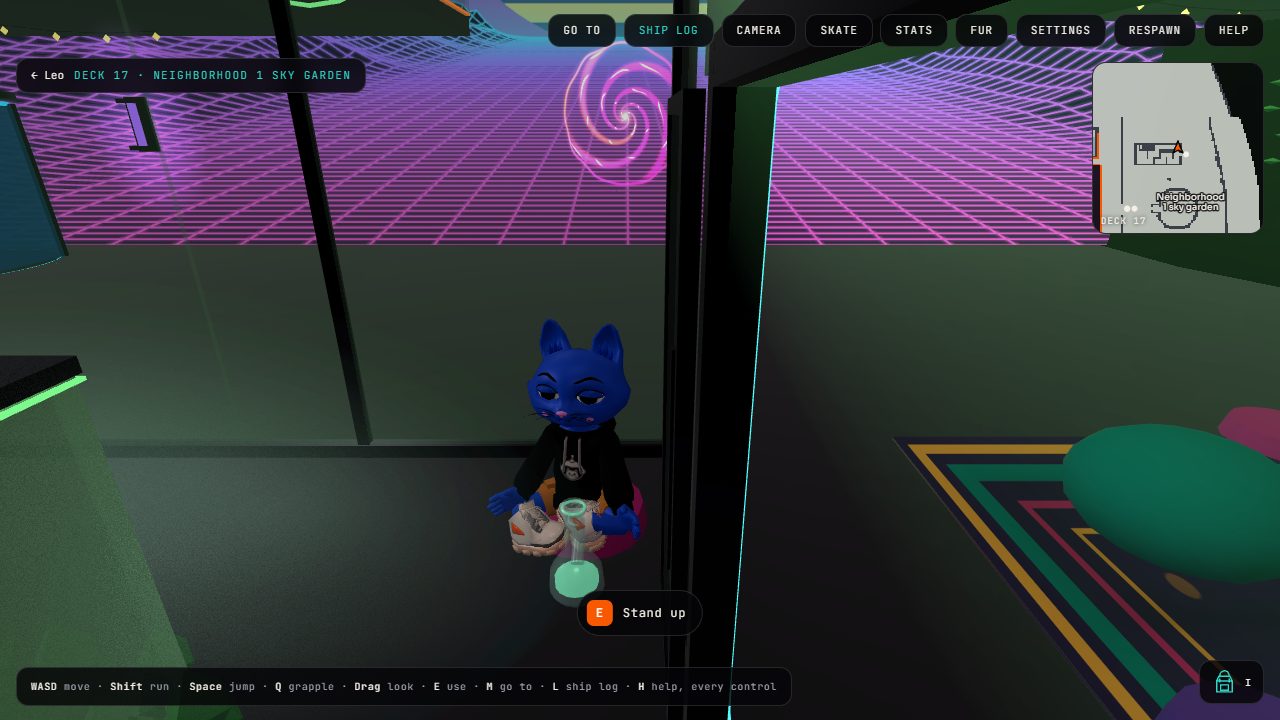 GO TO
SHIP LOG
CAMERA
SKATE
STATS
FUR
SETTINGS
RESPAWN
HELP
← Leo DECK 17 · NEIGHBORHOOD 1 SKY GARDEN
Neighborhood
1 sky garden
DECK 17
E Stand up
WASD move · Shift run · Space jump · Q grapple · Drag look · E use · M go to · L ship log · H help, every control
I